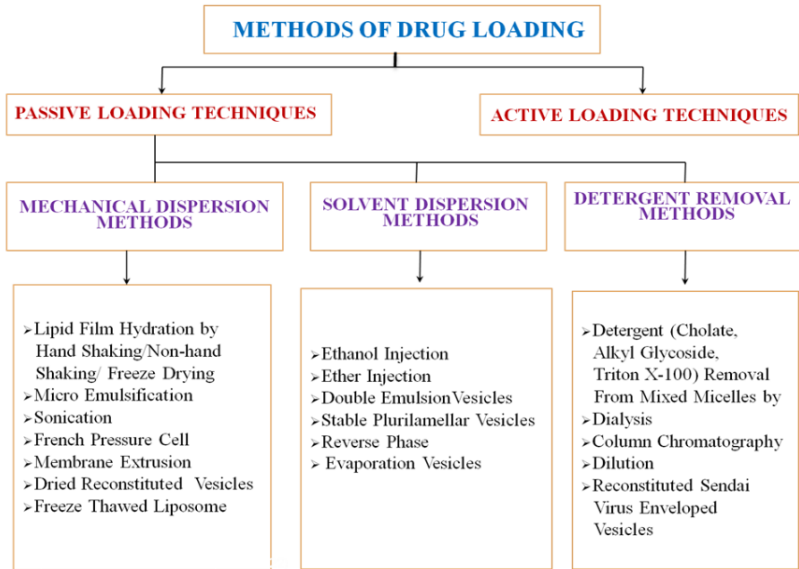 METHODS OF DRUG LOADING
PASSIVE LOADING TECHNIQUES
ACTIVE LOADING TECHNIQUES
MECHANICAL DISPERSION
METHODS
SOLVENT DISPERSION
METHODS
DETERGENT REMOVAL
METHODS
➢Lipid Film Hydration by
Hand Shaking/Non-hand
Shaking/ Freeze Drying
➢Micro Emulsification
➢Sonication
➢French Pressure Cell
➢Membrane Extrusion
➢Dried Reconstituted Vesicles
➢Freeze Thawed Liposome
➢Ethanol Injection
➢Ether Injection
➢Double EmulsionVesicles
➢Stable Plurilamellar Vesicles
➢Reverse Phase
➢ Evaporation Vesicles
➢Detergent (Cholate,
Alkyl Glycoside,
Triton X-100) Removal
From Mixed Micelles by
➢Dialysis
➢Column Chromatography
➢Dilution
➢Reconstituted Sendai
Virus Enveloped
Vesicles